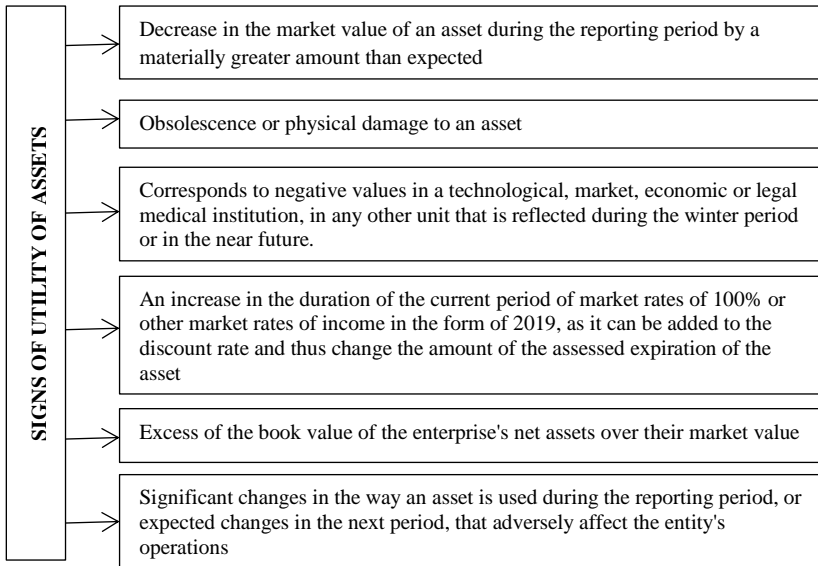 SIGNS OF UTILITY OF ASSETS
Decrease in the market value of an asset during the reporting period by a
materially greater amount than expected
Obsolescence or physical damage to an asset
Corresponds to negative values in a technological, market, economic or legal
medical institution, in any other unit that is reflected during the winter period
or in the near future.
An increase in the duration of the current period of market rates of 100% or
other market rates of income in the form of 2019, as it can be added to the
discount rate and thus change the amount of the assessed expiration of the
asset
Excess of the book value of the enterprise's net assets over their market value
Significant changes in the way an asset is used during the reporting period, or
expected changes in the next period, that adversely affect the entity's
operations